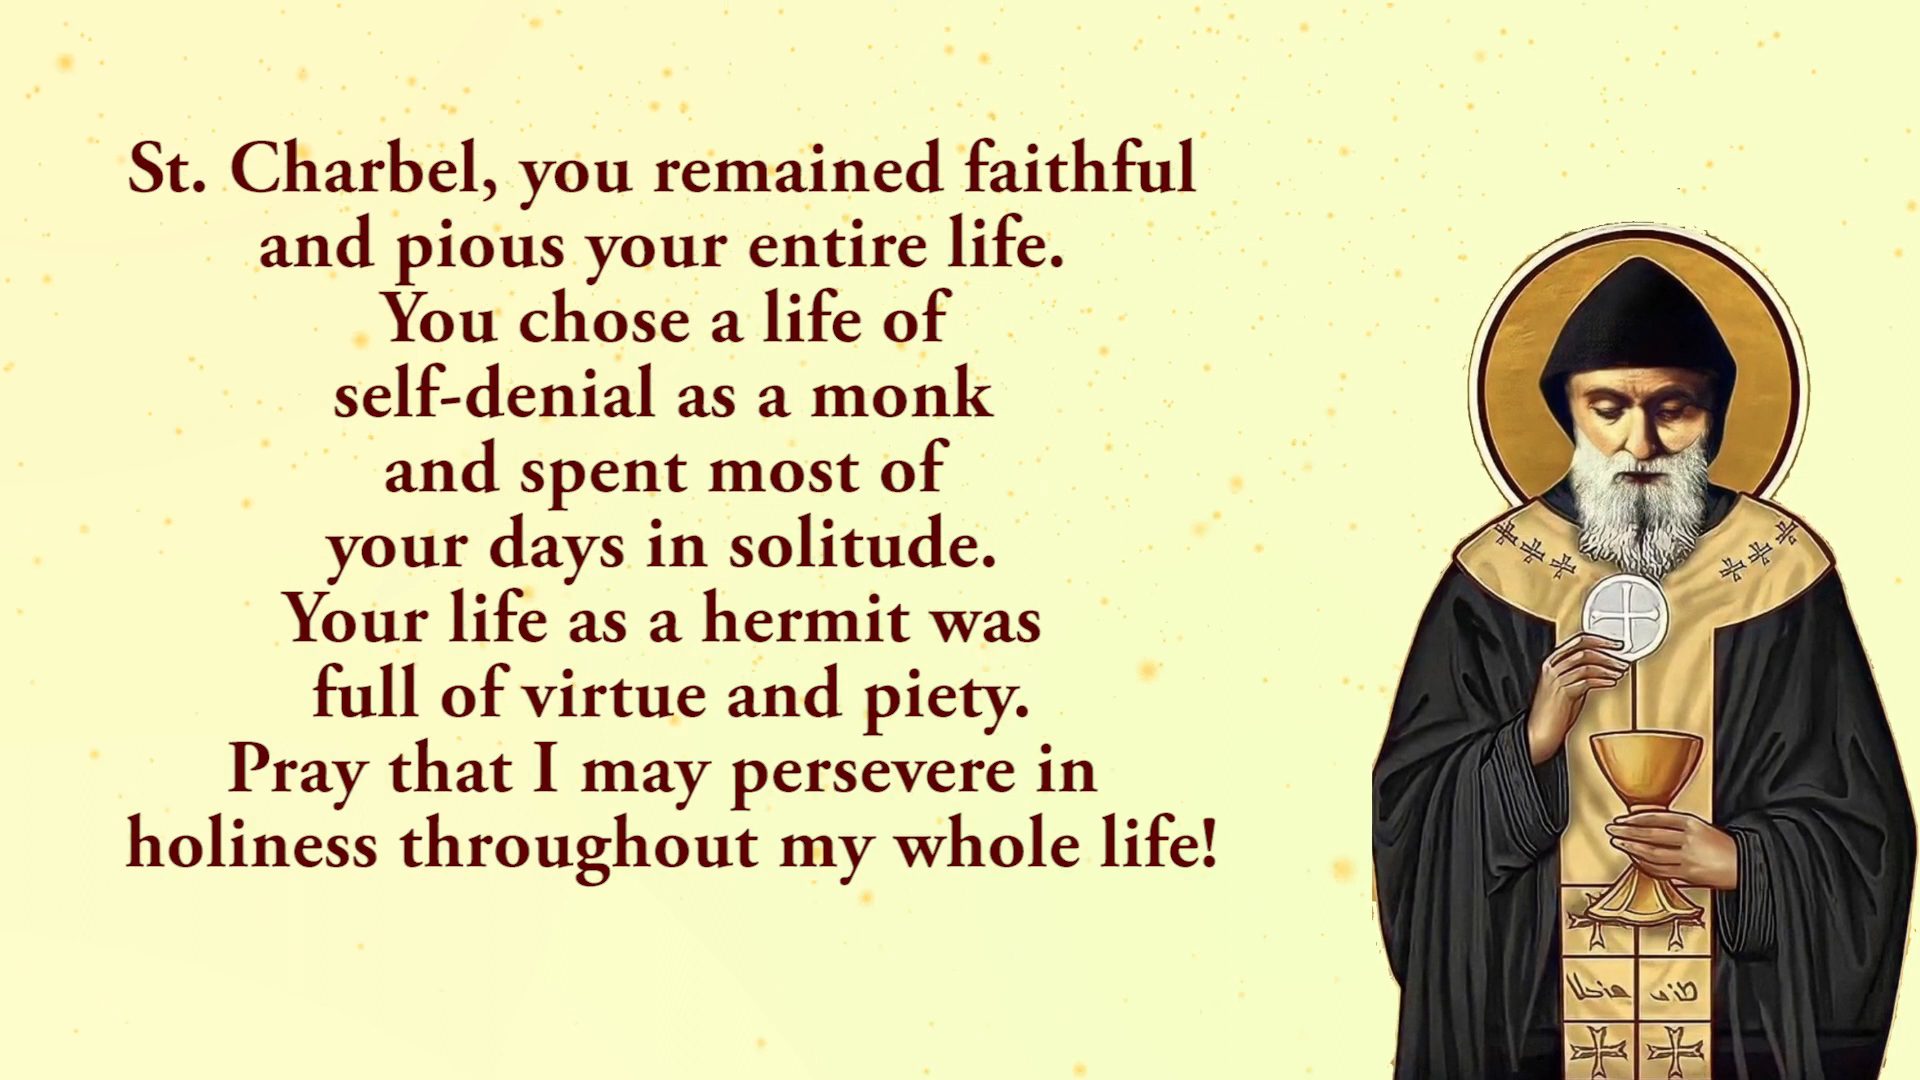 St. Charbel, you remained faithful
and pious your entire life.
You chose a life of
self-denial as a monk
and spent most of
your days in solitude.
Your life as a hermit was
full of virtue and piety.
Pray that I may persevere in
holiness throughout my whole life!